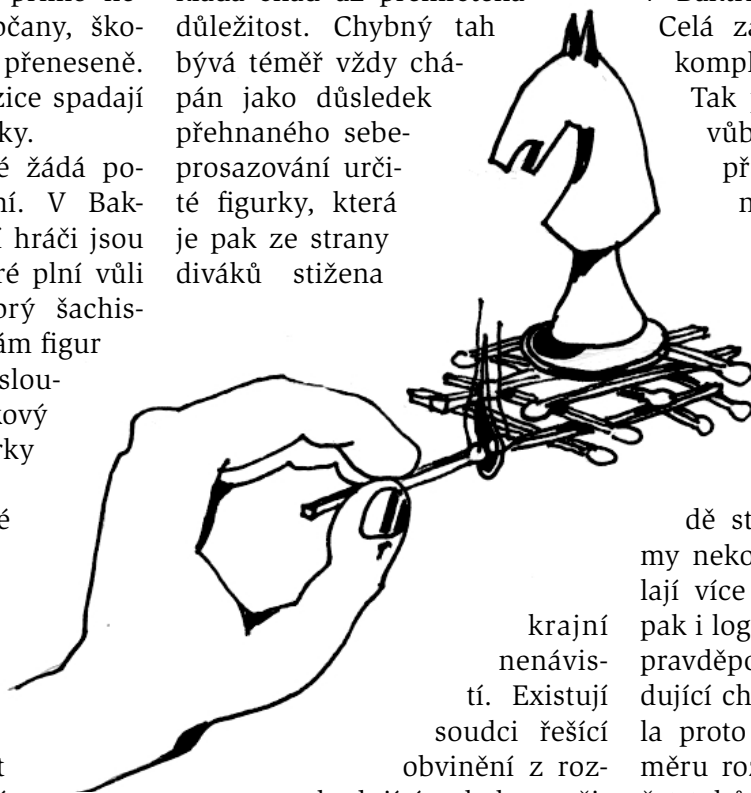 občany, ško-
přeneseně.
zice spadají
ky.
é žádá po-
ní. V Bak-
í hráči jsou
ré plní vůli
brý šachis-
ám figur
slou-
kový
rky
é
t
důležitost. Chybný tah
bývá téměř vždy chá-
pán jako důsledek
přehnaného sebe-
prosazování urči-
té figurky, která
je pak ze strany
diváků stižena
krajní
nenávis-
tí. Existují
soudci řešící
obvinění z roz-
Celá zá
kompl
Tak p
vůb
př
n
dě st
my neko
lají více
pak i log
pravděpo
dující ch
la proto
měru roz